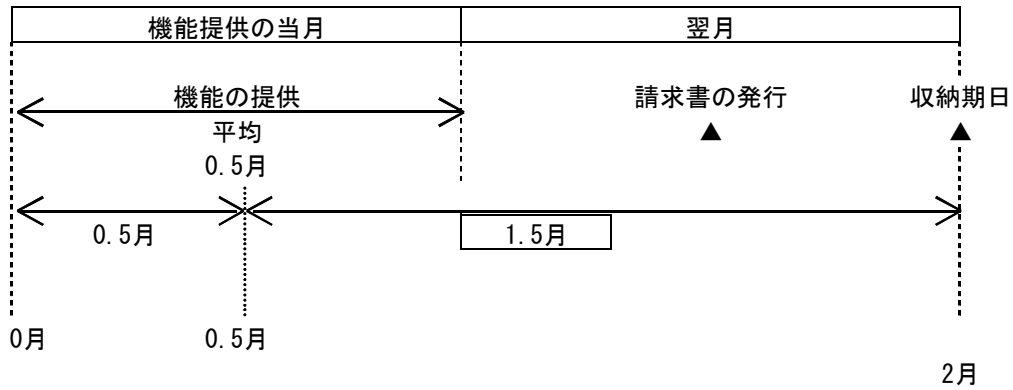 機能提供の当月 翌月
機能の提供 請求書の発行 収納期日
平均 ▲ ▲
0.5月
0.5月 1.5月
0月 0.5月
2月